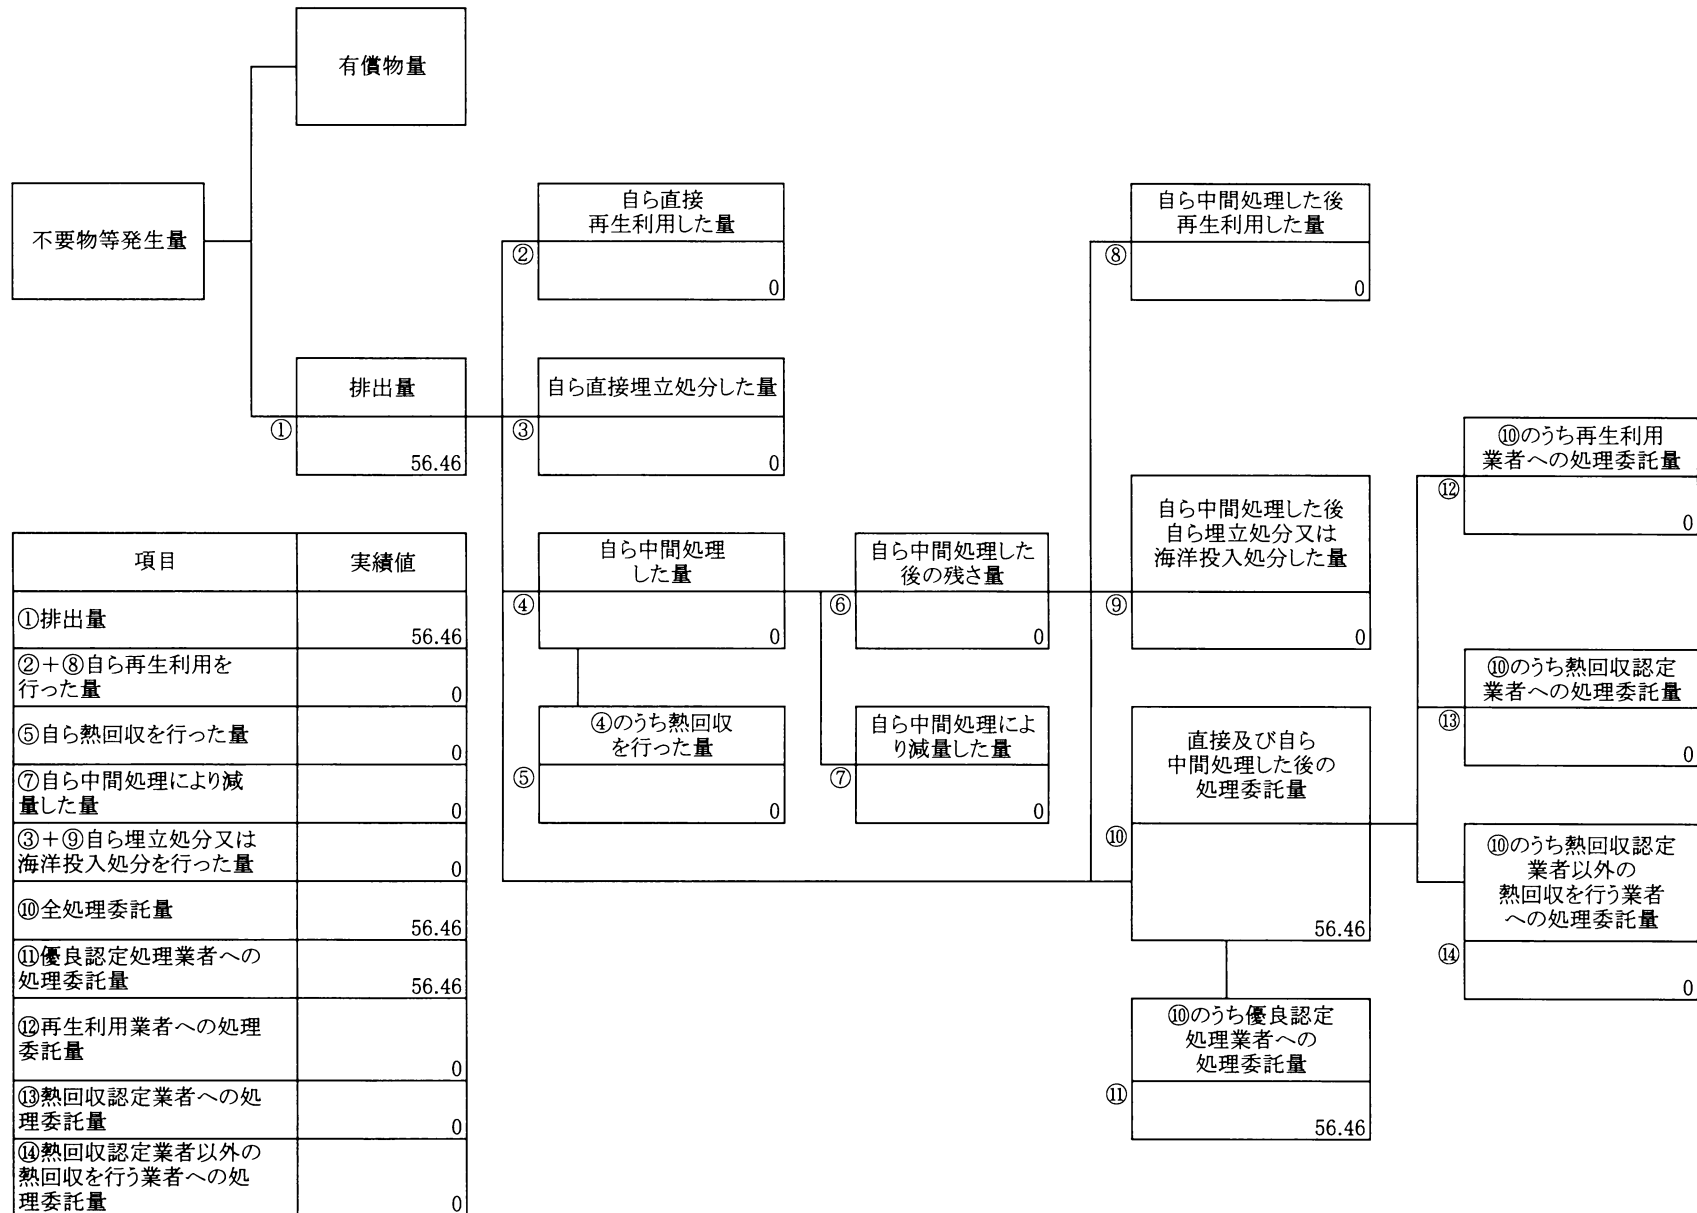 有償物量
不要物等発生量
自ら直接
再生利用した量
②
0
自ら中間処理した後
再生利用した量
⑧
0
排出量
①
56.46
自ら直接埋立処分した量
③
0
⑩のうち再生利用
業者への処理委託量
⑫
0
自ら中間処理した後
自ら埋立処分又は
海洋投入処分した量
⑨
0
自ら中間処理
した量
④
0
自ら中間処理した
後の残さ量
⑥
0
⑩のうち熱回収認定
業者への処理委託量
⑬
0
④のうち熱回収
を行った量
⑤
0
自ら中間処理によ
り減量した量
⑦
0
直接及び自ら
中間処理した後の
処理委託量
⑩
56.46
⑩のうち熱回収認定
業者以外の
熱回収を行う業者
への処理委託量
⑭
0
⑩のうち優良認定
処理業者への
処理委託量
⑪
56.46
項目 実績値
①排出量
56.46
②＋⑧自ら再生利用を
行った量
0
⑤自ら熱回収を行った量
0
⑦自ら中間処理により減
量した量
0
③＋⑨自ら埋立処分又は
海洋投入処分を行った量
0
⑩全処理委託量
56.46
⑪優良認定処理業者への
処理委託量
56.46
⑫再生利用業者への処理
委託量
0
⑬熱回収認定業者への処
理委託量
0
⑭熱回収認定業者以外の
熱回収を行う業者への処
理委託量
0